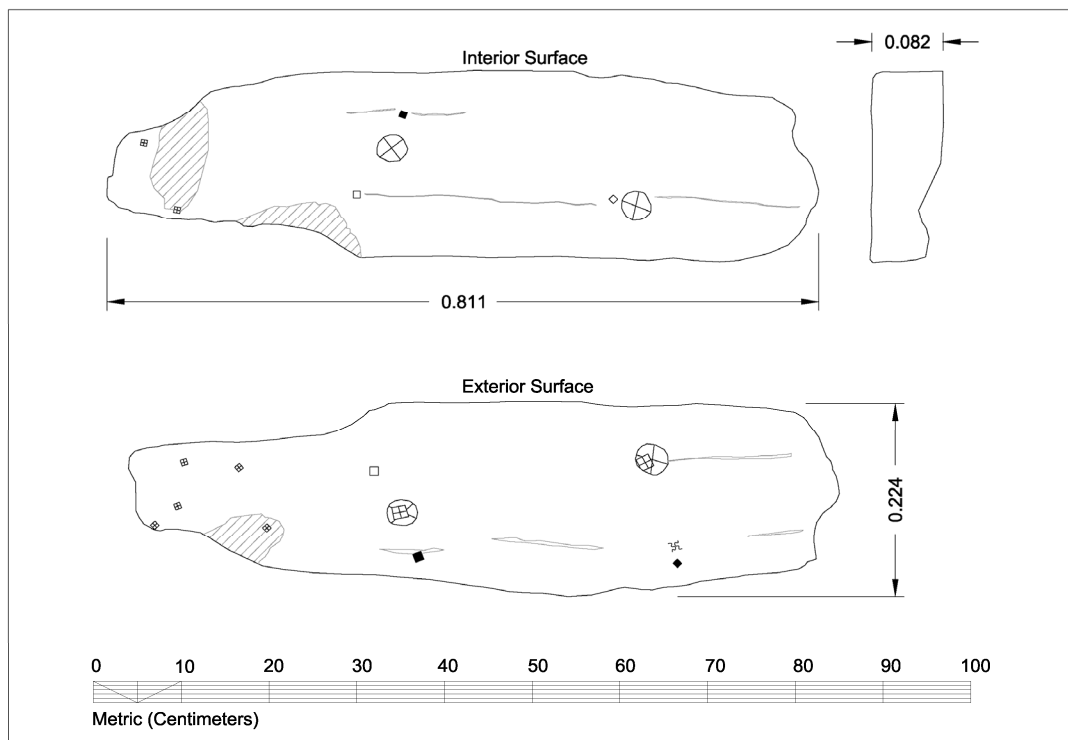 Interior Surface
0.082
0.811
Exterior Surface
0.224
0 10 20 30 40 50 60 70 80 90 100
Metric (Centimeters)